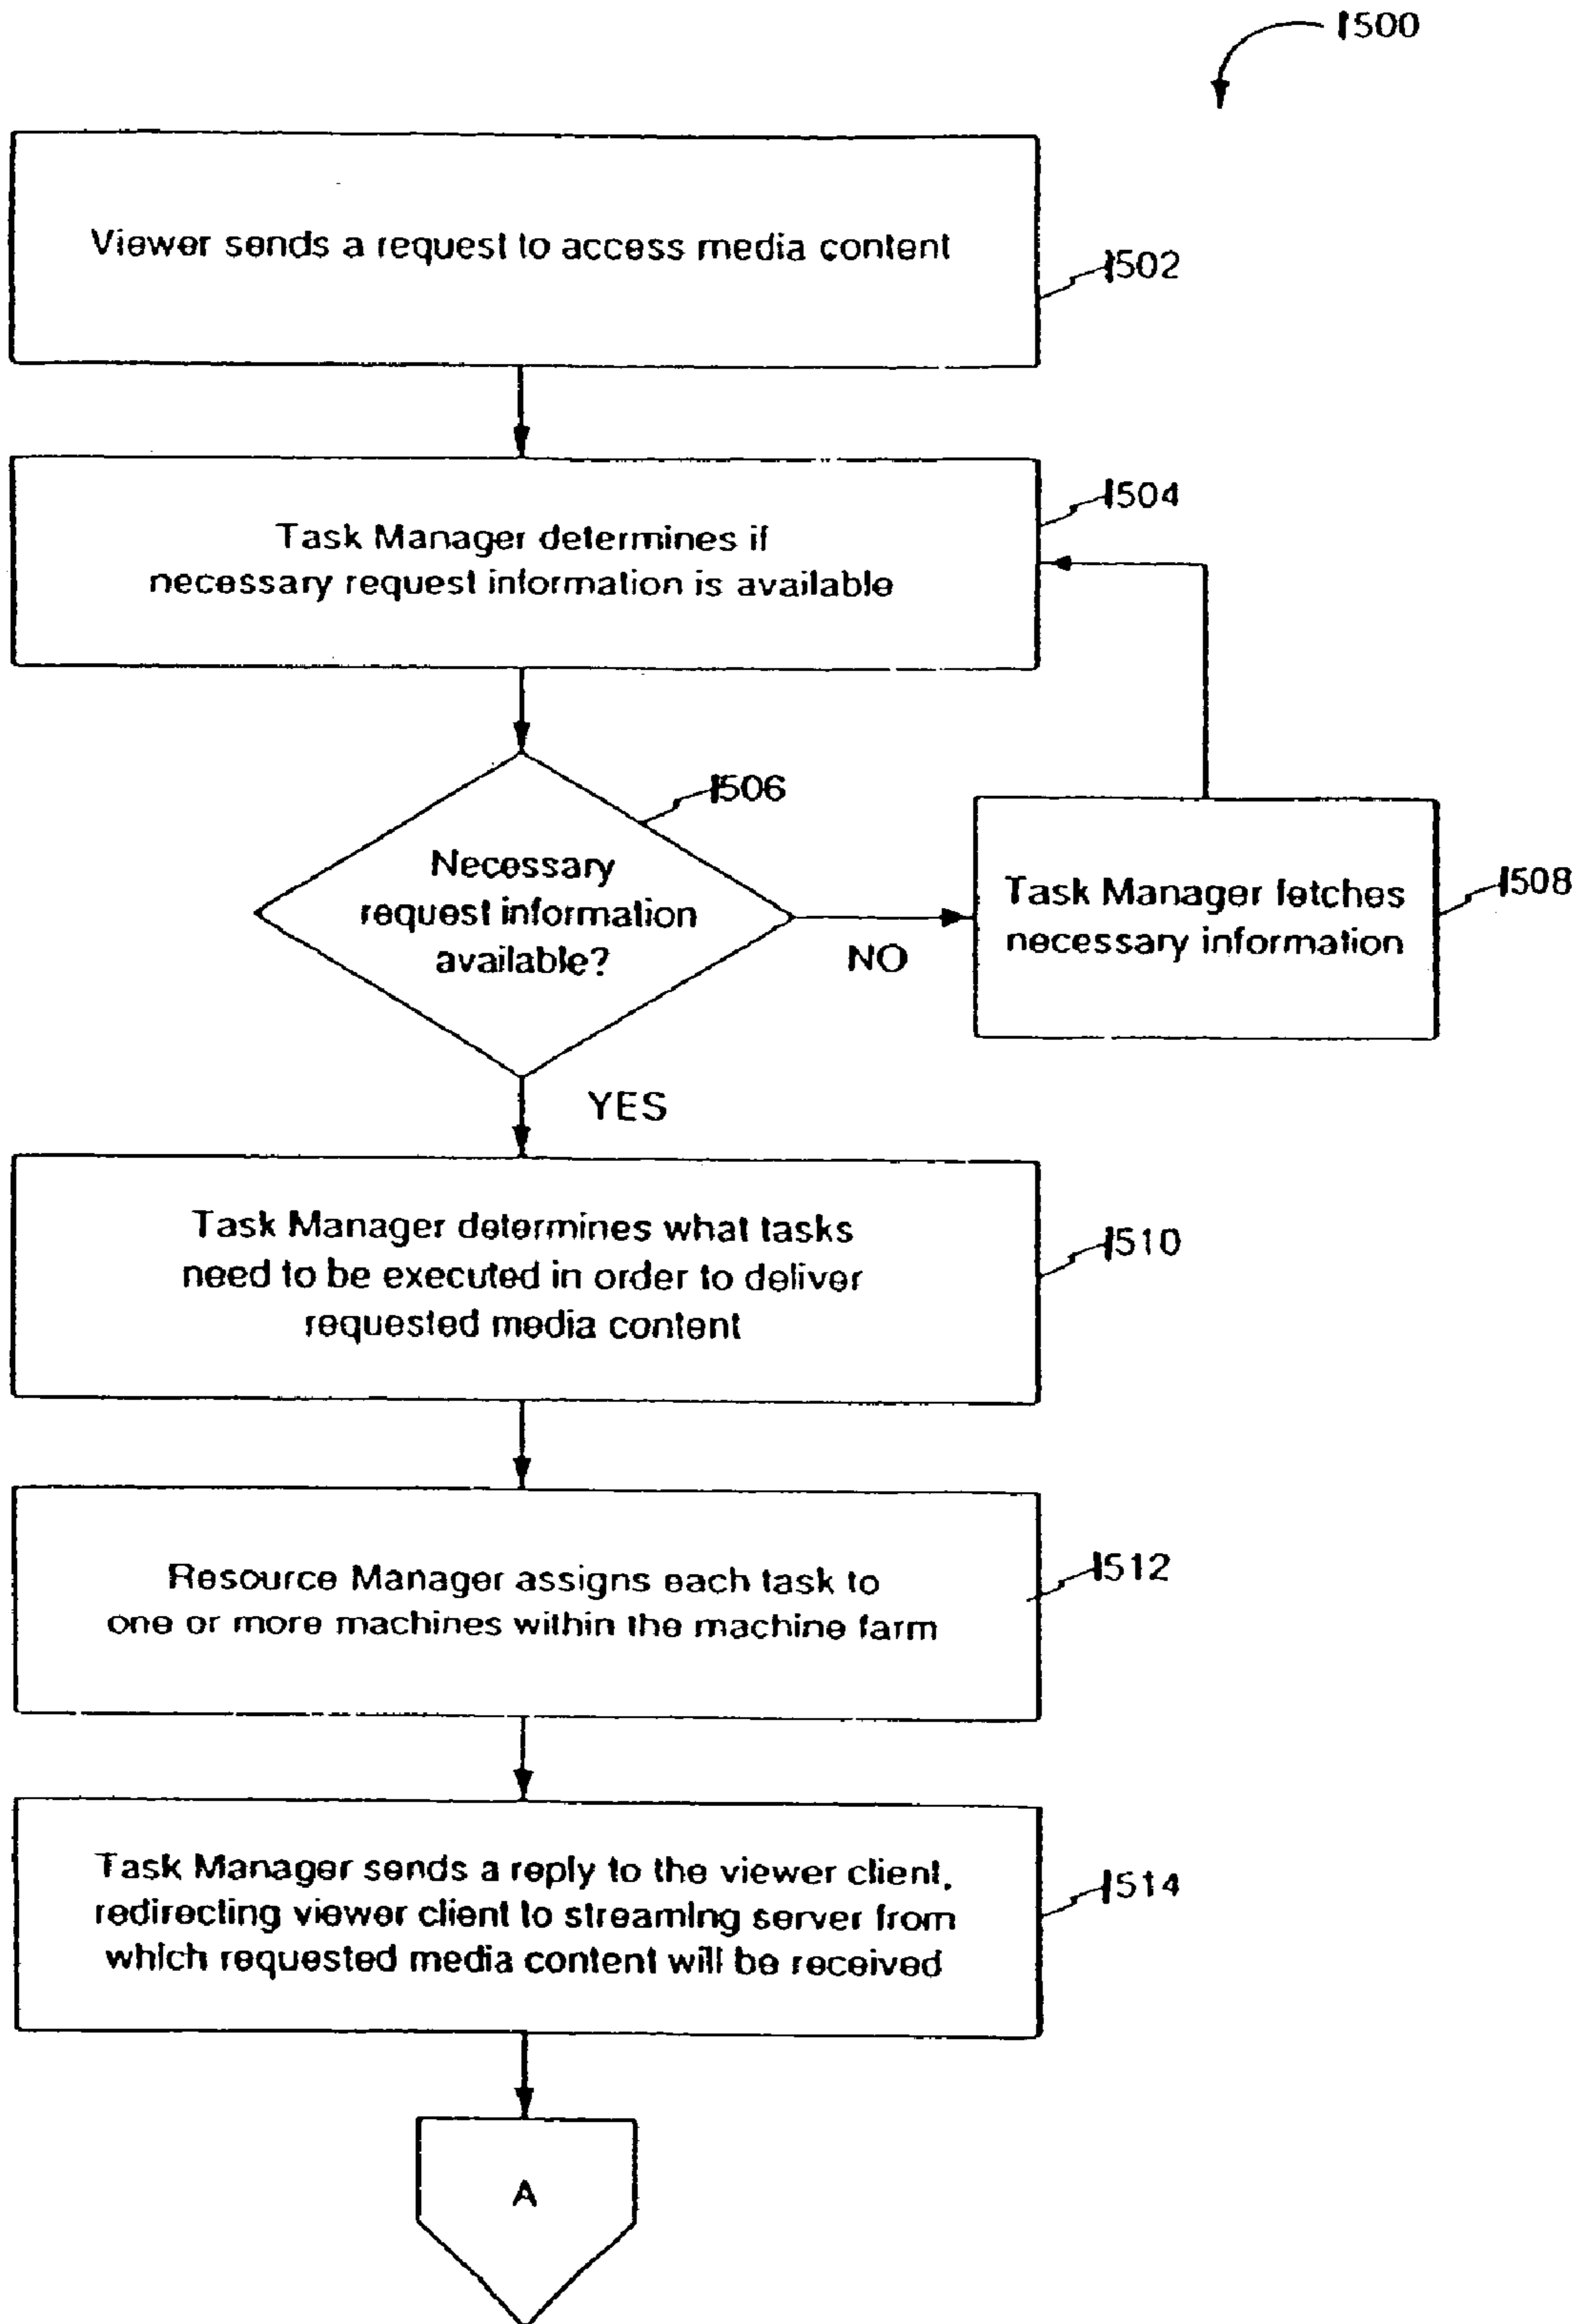 1500
Viewer sends a request to access media content
1502
Task Manager determines if
necessary request information is available
1504
Necessary
request information
available?
1506
NO
Task Manager fetches
necessary information
1508
YES
Task Manager determines what tasks
need to be executed in order to deliver
requested media content
1510
Resource Manager assigns each task to
one or more machines within the machine farm
1512
Task Manager sends a reply to the viewer client,
redirecting viewer client to streaming server from
which requested media content will be received
1514
A